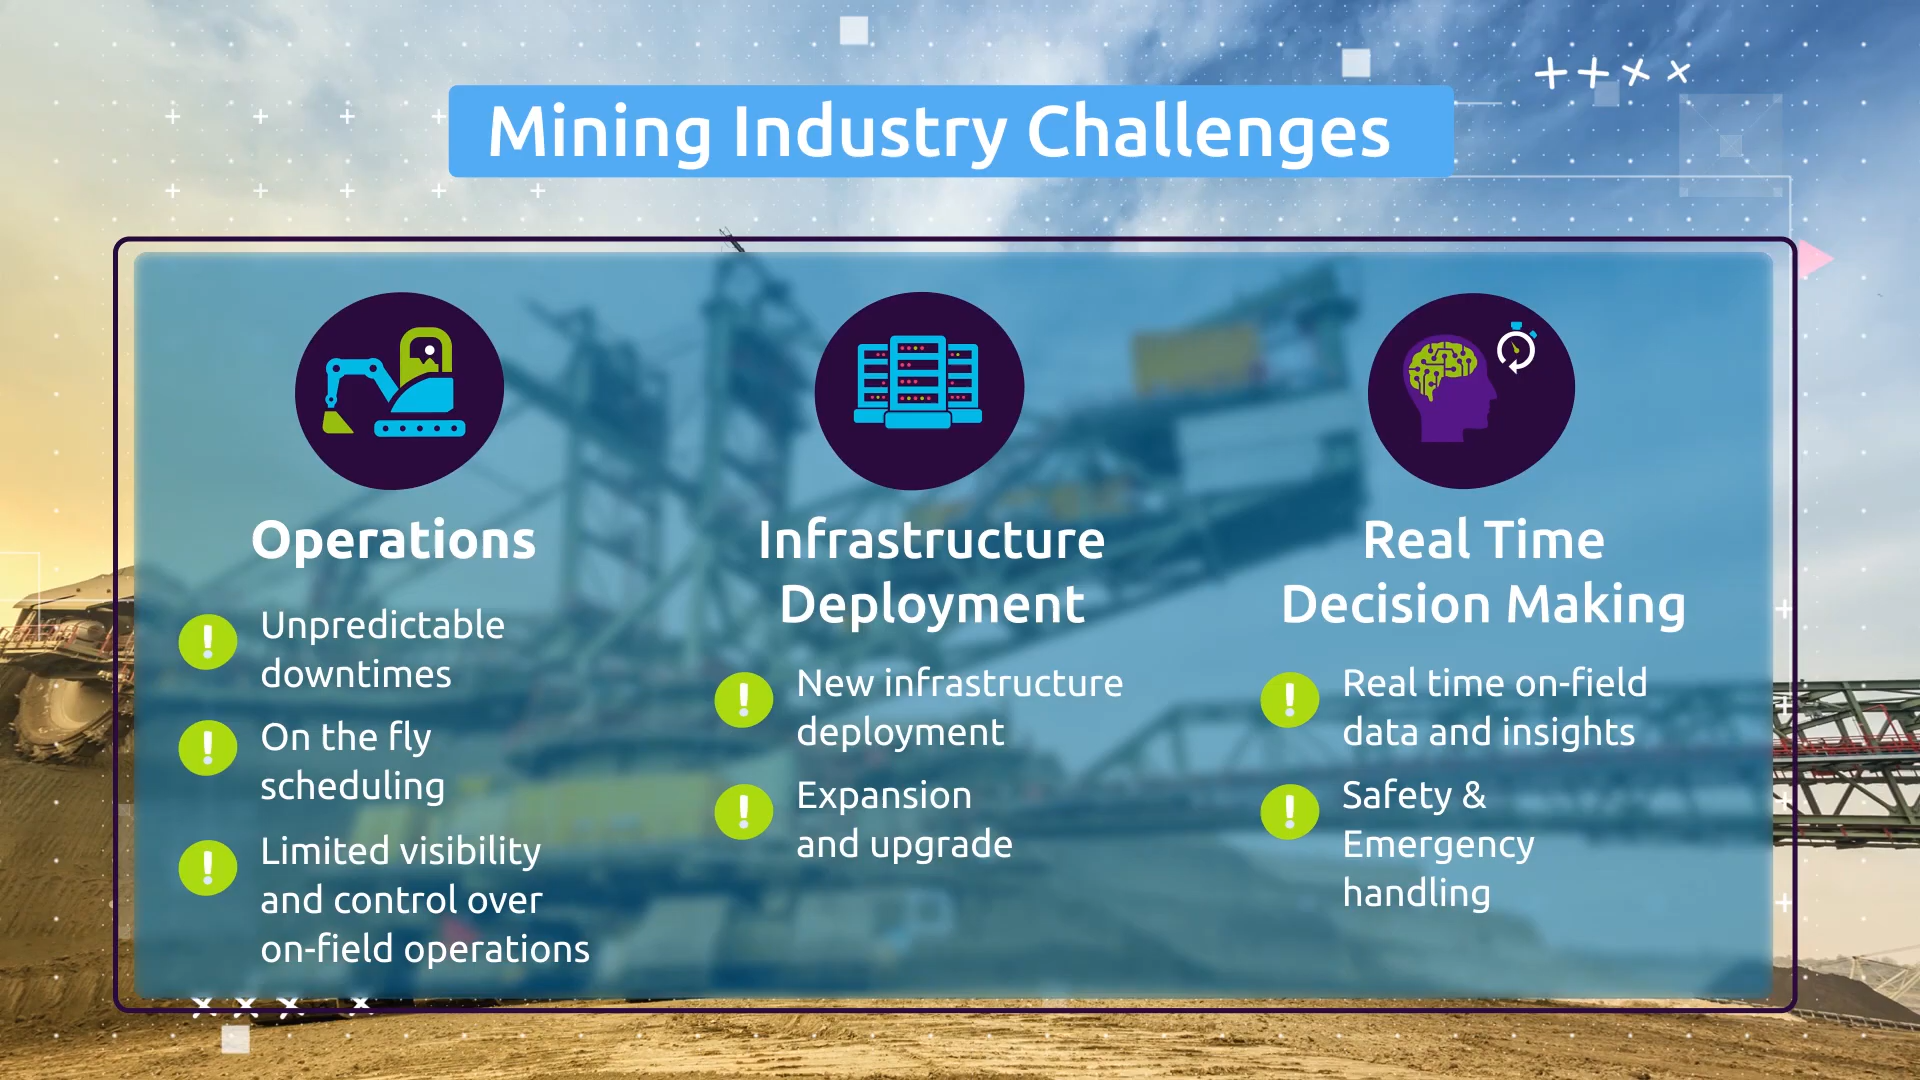 Mining Industry Challenges
Operations
! Unpredictable
downtimes
! On the fly
scheduling
! Limited visibility
and control over
on-field operations
Infrastructure
Deployment
! New infrastructure
deployment
! Expansion
and upgrade
Real Time
Decision Making
! Real time on-field
data and insights
! Safety &
Emergency
handling